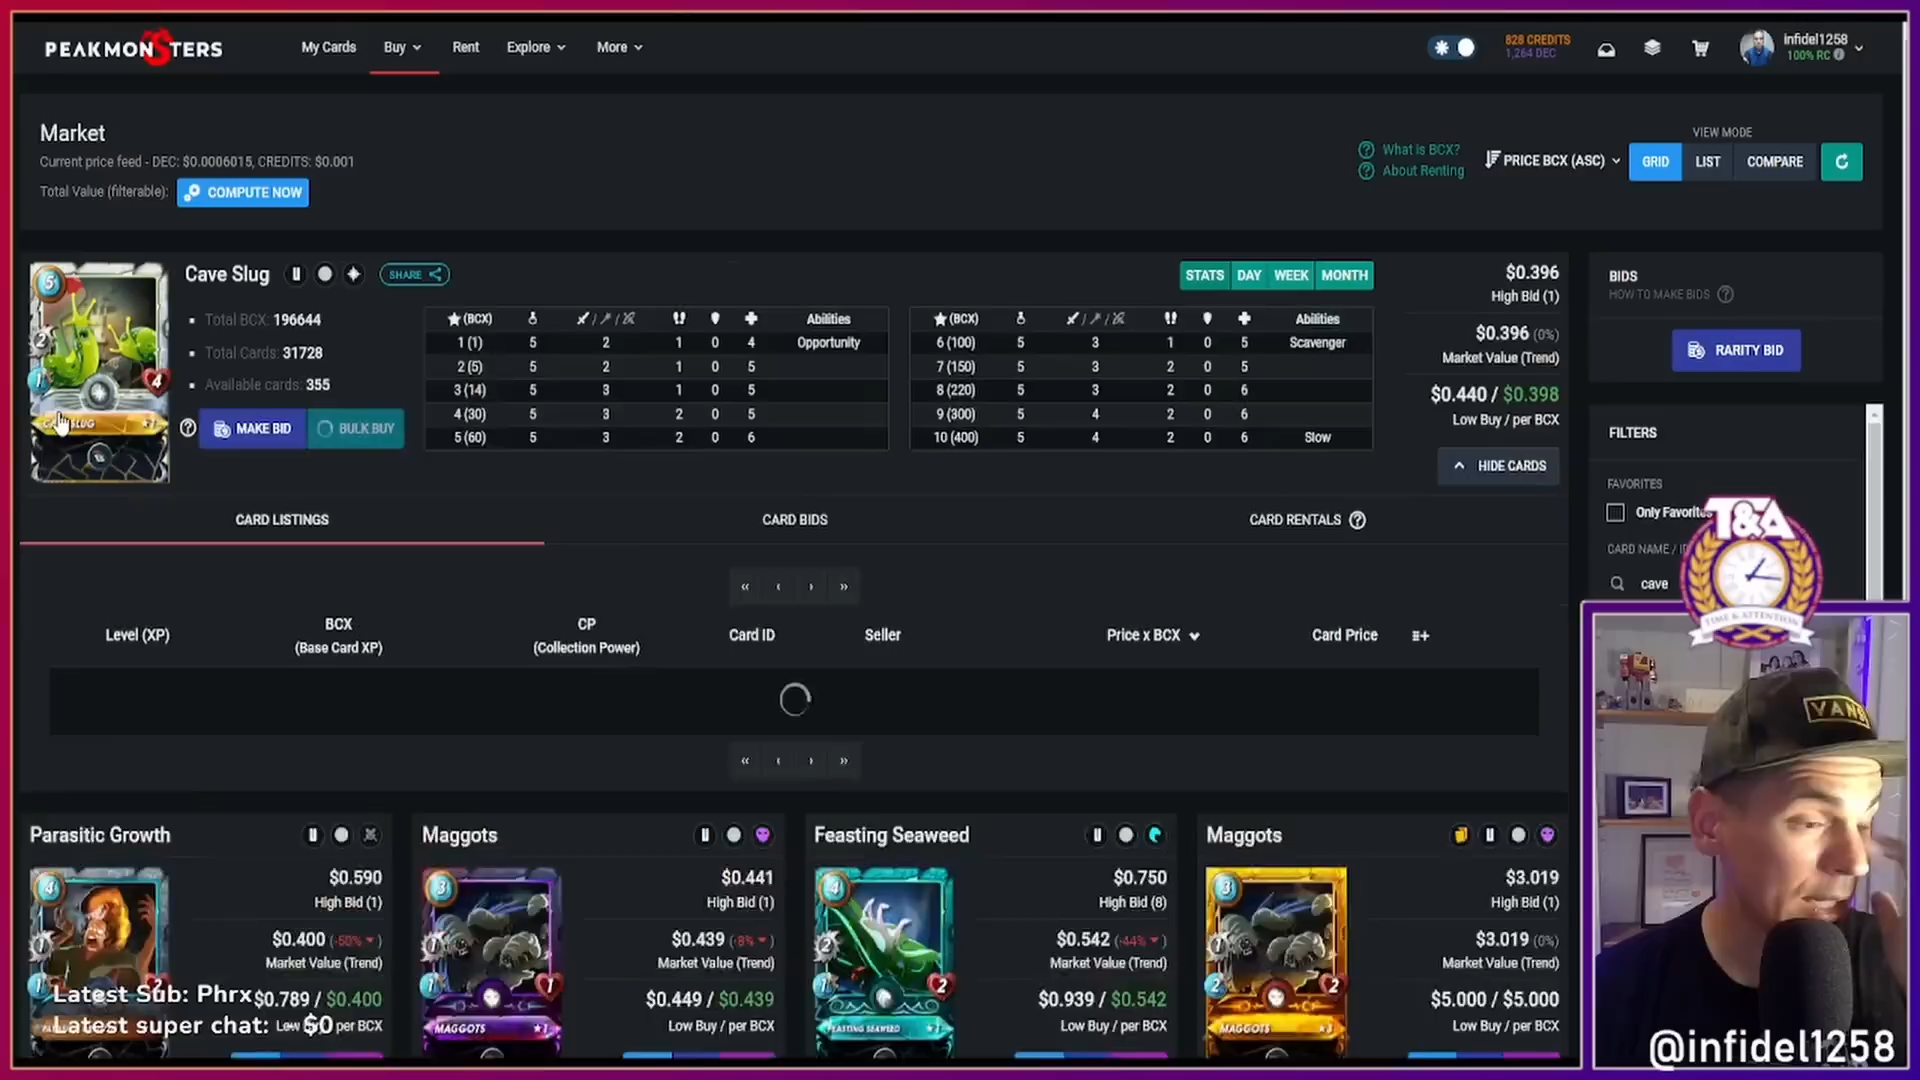 PEAKMONSTERS
My Cards
Buy
Rent
Explore
More
828 CREDITS
1,264 DEC
infidel1258
100% RC
Market
Current price feed - DEC: $0.0006015, CREDITS: $0.001
Total Value (filterable):
COMPUTE NOW
What is BCX?
About Renting
PRICE BCX (ASC)
VIEW MODE
GRID
LIST
COMPARE
Cave Slug
SHARE
Total BCX: 196644
Total Cards: 31728
Available cards: 355
MAKE BID
BULK BUY
STATS
DAY
WEEK
MONTH
(BCX) Abilities
1 (1) 5 2 1 0 4 Opportunity
2 (5) 5 2 1 0 5
3 (14) 5 3 1 0 5
4 (30) 5 3 2 0 5
5 (60) 5 3 2 0 6
(BCX) Abilities
6 (100) 5 3 1 0 5 Scavenger
7 (150) 5 3 2 0 5
8 (220) 5 3 2 0 6
9 (300) 5 4 2 0 6
10 (400) 5 4 2 0 6 Slow
$0.396
High Bid (1)
$0.396 (0%)
Market Value (Trend)
$0.440 / $0.398
Low Buy / per BCX
HIDE CARDS
BIDS
HOW TO MAKE BIDS
RARITY BID
FILTERS
FAVORITES
Only Favorites
CARD NAME / ID
cave
CARD LISTINGS
CARD BIDS
CARD RENTALS
Level (XP)
BCX
(Base Card XP)
CP
(Collection Power)
Card ID
Seller
Price x BCX
Card Price
T&A
TIME & ATTENTION
VANS
Parasitic Growth
$0.590
High Bid (1)
$0.400 (-50%)
Market Value (Trend)
$0.789 / $0.400
Low Buy / per BCX
Maggots
$0.441
High Bid (1)
$0.439 (-8%)
Market Value (Trend)
$0.449 / $0.439
Low Buy / per BCX
MAGGOTS
Feasting Seaweed
$0.750
High Bid (8)
$0.542 (-44%)
Market Value (Trend)
$0.939 / $0.542
Low Buy / per BCX
FEASTING SEAWEED
Maggots
$3.019
High Bid (1)
$3.019 (0%)
Market Value (Trend)
$5.000 / $5.000
Low Buy / per BCX
MAGGOTS
Latest Sub: Phrx
Latest super chat: $0
@infidel1258